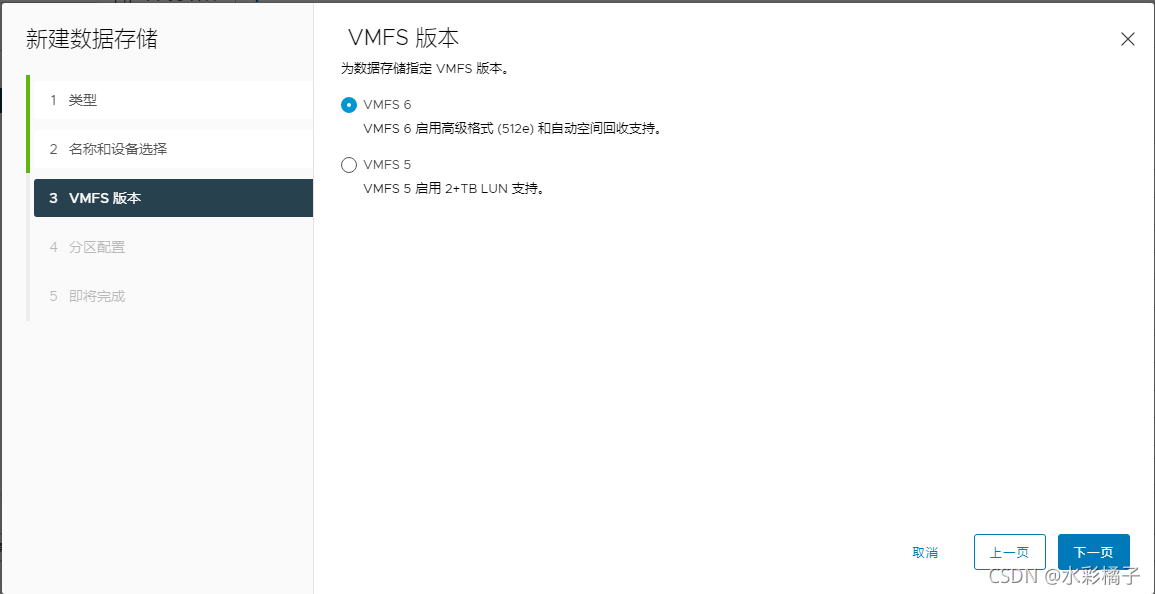 新建数据存储
1 类型
2 名称和设备选择
3 VMFS 版本
4 分区配置
5 即将完成
VMFS 版本
为数据存储指定 VMFS 版本。
VMFS 6
VMFS 6 启用高级格式 (512e) 和自动空间回收支持。
VMFS 5
VMFS 5 启用 2+TB LUN 支持。
取消
上一页
下一页
CSDN @水彩橘子